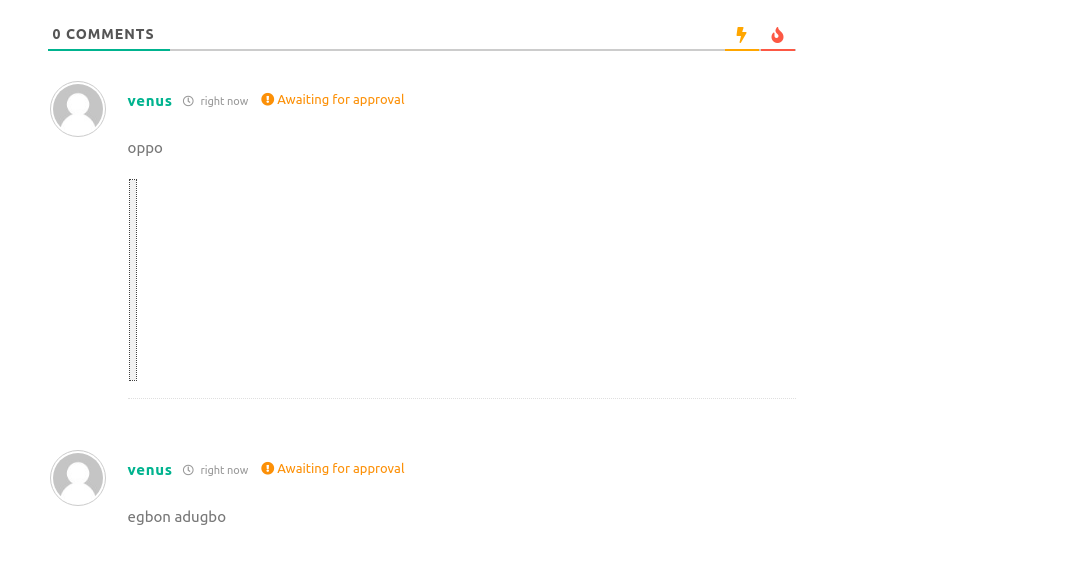 0 COMMENTS
venus right now Awaiting for approval
oppo
venus right now Awaiting for approval
egbon adugbo